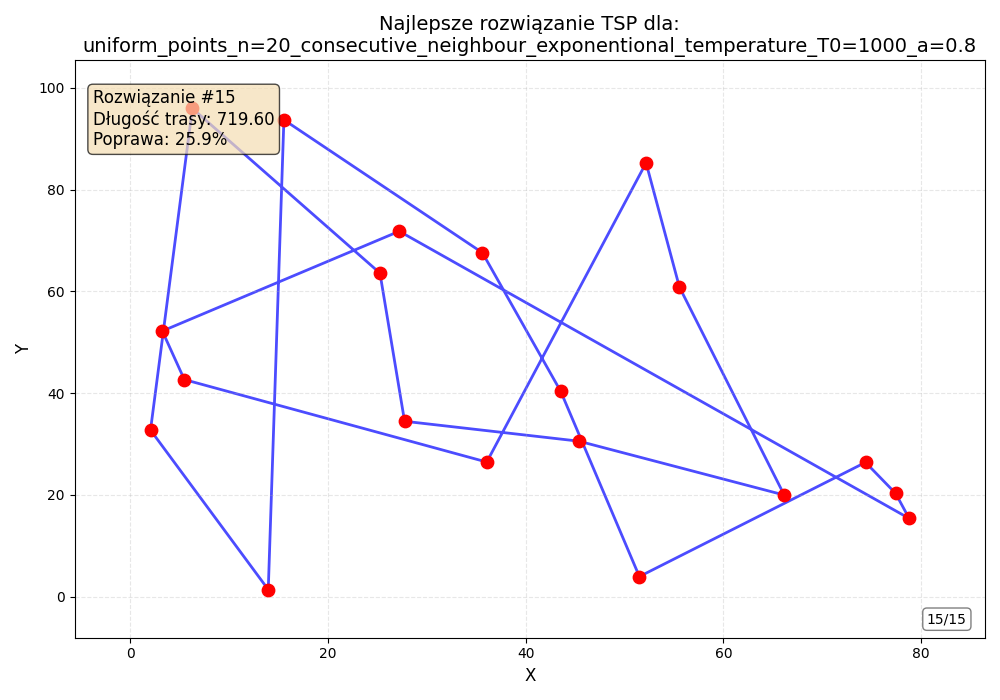 Najlepsze rozwiązanie TSP dla:
uniform_points_n=20_consecutive_neighbour_exponentional_temperature_T0=1000_a=0.8
Rozwiązanie #15
Długość trasy: 719.60
Poprawa: 25.9%
100
80
60
40
20
0
Y
0 20 40 60 80
X
15/15